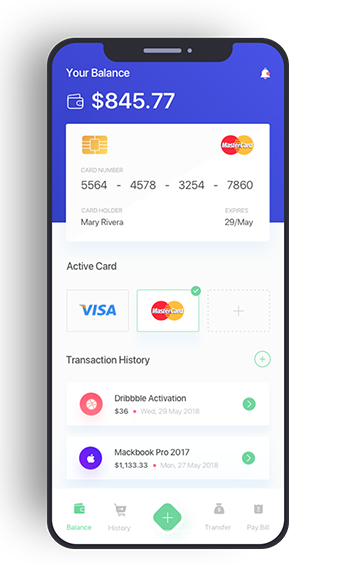 Your Balance
$845.77
MasterCard
CARD NUMBER
5564 - 4578 - 3254 - 7860
CARD HOLDER EXPIRES
Mary Rivera 29/May
Active Card
VISA MasterCard
Transaction History
Dribbble Activation
$36 • Wed, 29 May 2018
Mackbook Pro 2017
$1,133.33 • Mon, 27 May 2018
Balance History Transfer Pay.Bill